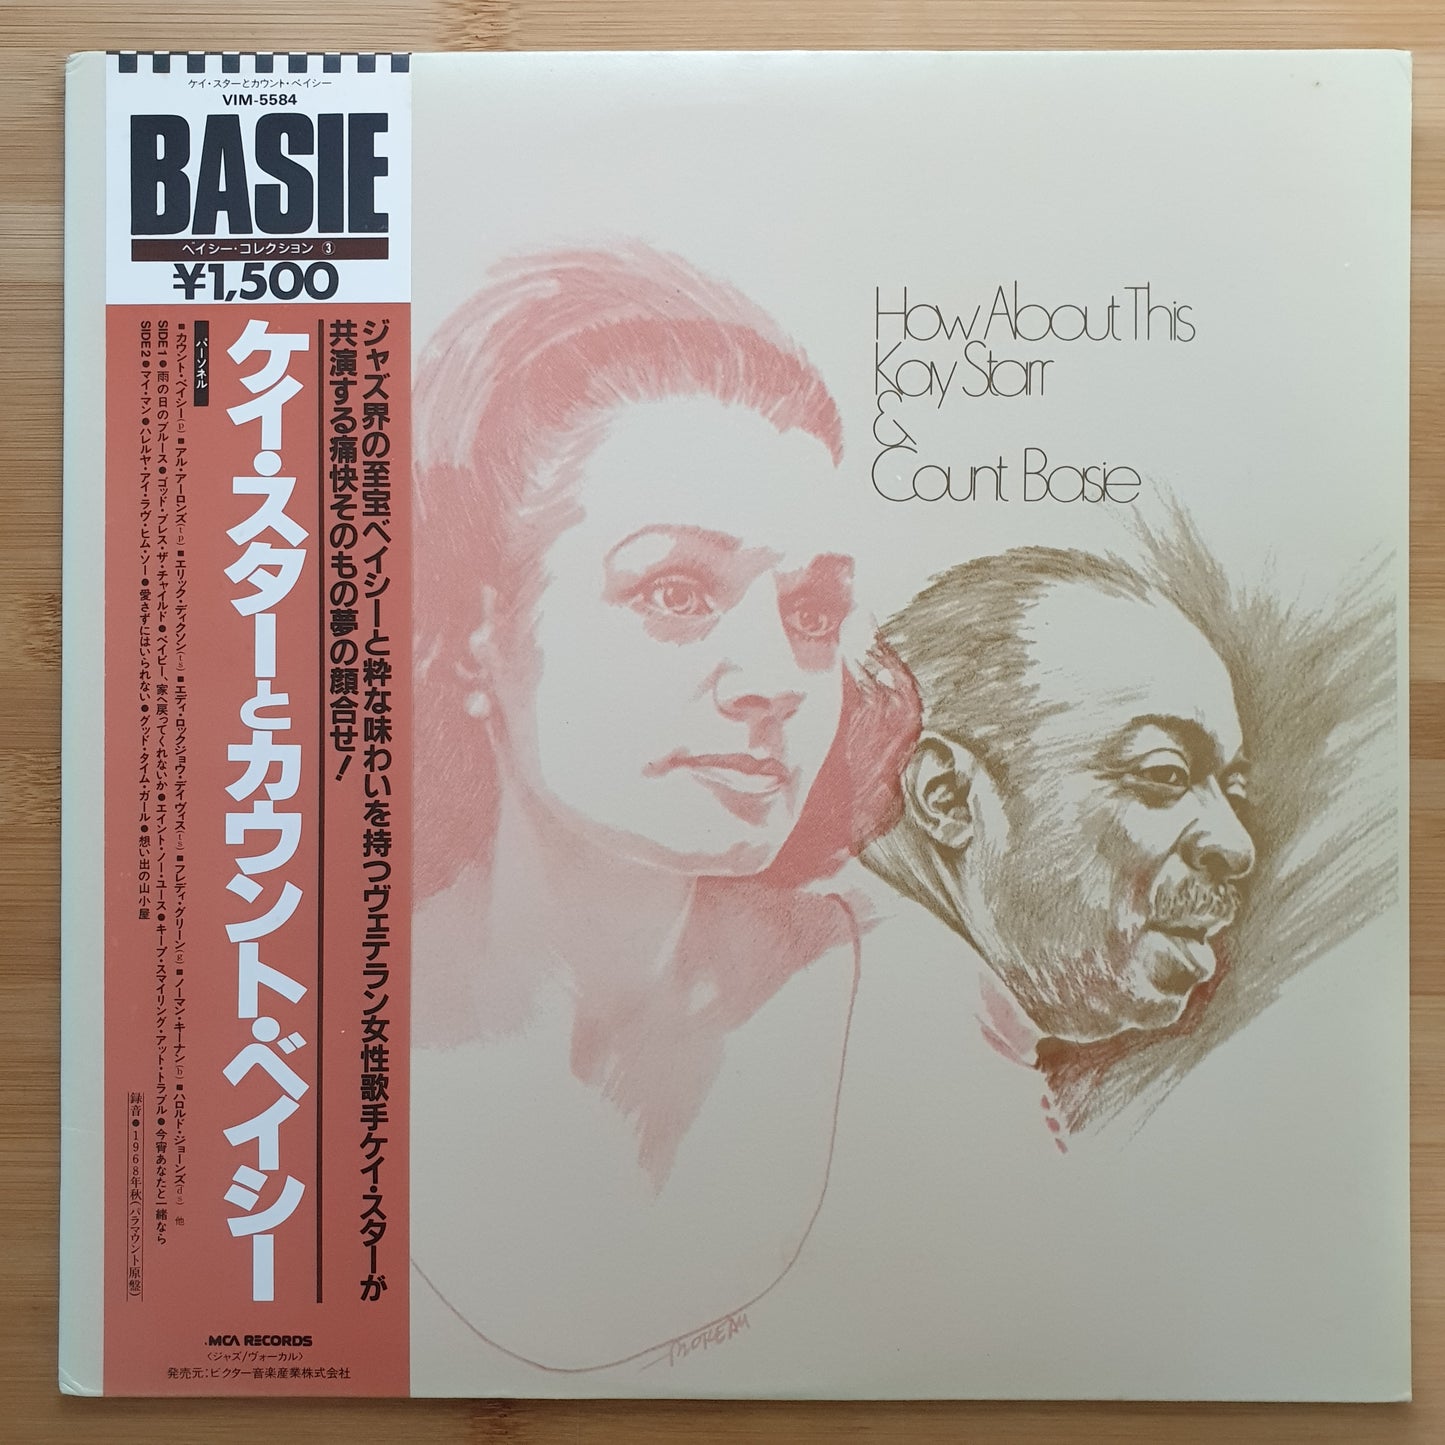 ケイ・スターとカウント・ベイシー
VIM-5584
BASIE
ベイシー・コレクション ③
¥1,500
ジャズ界の至宝ベイシーと粋な味わいを持つヴェテラン女性歌手ケイ・スターが
共演する痛快そのもの夢の顔合せ!
ケイ・スターとカウント・ベイシー
パーソネル
■カウント・ベイシー(p)■アル・アーロンズ(tp)■エリック・ディクソン(ts)■エディ・ロックジョウ・デイヴィス(ts)■フレディ・グリーン(g)■ノーマン・キーナン(b)■ハロルド・ジョーンズ(ds) 他
SIDE1●雨の日のブルース●ゴッド・ブレス・ザ・チャイルド●ベイビー、家へ戻ってくれないか●エイント・ノー・ユース●キープ・スマイリング・アット・トラブル●今宵あなたと一緒なら
SIDE2●マイ・マン●ハレルヤ・アイ・ラヴ・ヒム・ソー●愛さずにはいられない●グッド・タイム・ガール●想い出の山小屋
録音●1968年秋(パラマウント原盤)
.MCA RECORDS
〈ジャズ/ヴォーカル〉
発売元:ビクター音楽産業株式会社
How About This
Kay Starr
&
Count Basie
MOREAU